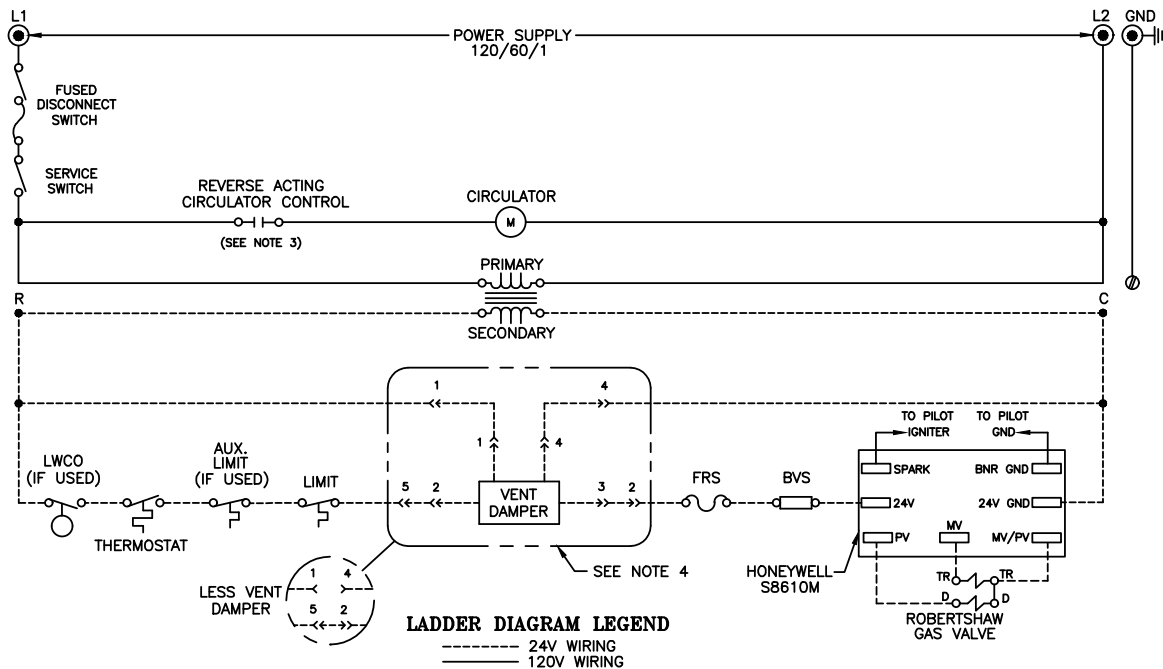 L1
L2
GND
POWER SUPPLY
120/60/1
FUSED
DISCONNECT
SWITCH
SERVICE
SWITCH
REVERSE ACTING
CIRCULATOR CONTROL
(SEE NOTE 3)
CIRCULATOR
M
PRIMARY
SECONDARY
R
C
1
4
1
4
LWCO
(IF USED)
THERMOSTAT
AUX.
LIMIT
(IF USED)
LIMIT
5
2
VENT
DAMPER
3
2
FRS
BVS
TO PILOT
IGNITER
TO PILOT
GND
SPARK
BNR GND
24V
24V GND
PV
MV
MV/PV
HONEYWELL
S8610M
TR
TR
D
D
ROBERTSHAW
GAS VALVE
SEE NOTE 4
LESS VENT
DAMPER
1
4
5
2
LADDER DIAGRAM LEGEND
24V WIRING
120V WIRING